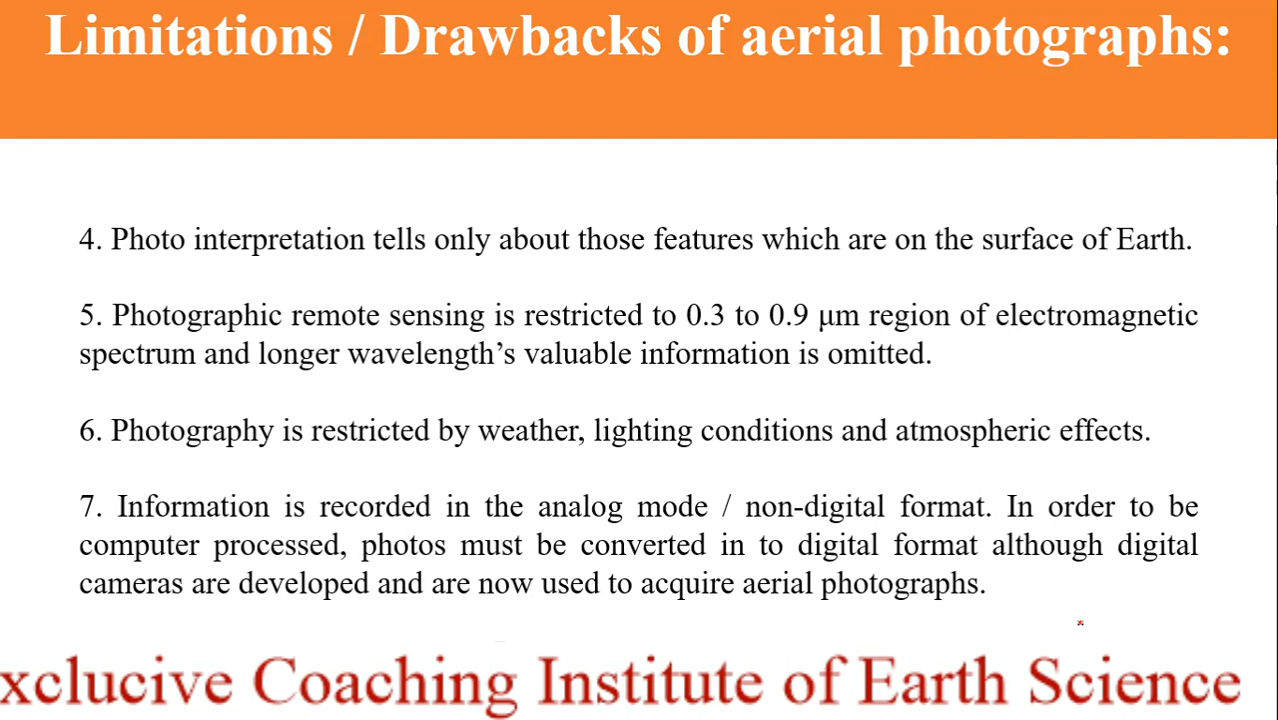 Limitations / Drawbacks of aerial photographs:
4. Photo interpretation tells only about those features which are on the surface of Earth.
5. Photographic remote sensing is restricted to 0.3 to 0.9 μm region of electromagnetic
spectrum and longer wavelength’s valuable information is omitted.
6. Photography is restricted by weather, lighting conditions and atmospheric effects.
7. Information is recorded in the analog mode / non-digital format. In order to be
computer processed, photos must be converted in to digital format although digital
cameras are developed and are now used to acquire aerial photographs.
xclucive Coaching Institute of Earth Science